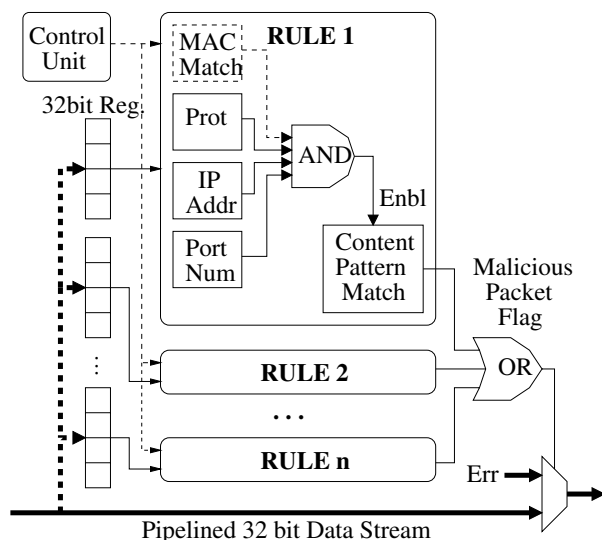 Control
Unit
32bit Reg.
RULE 1
MAC
Match
Prot
IP
Addr
Port
Num
AND
Enbl
Content
Pattern
Match
Malicious
Packet
Flag
OR
RULE 2
...
...
RULE n
Err
Pipelined 32 bit Data Stream